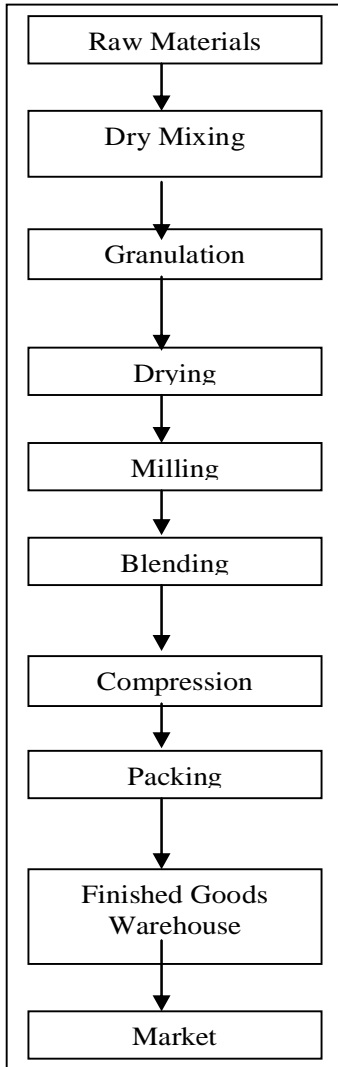 Raw Materials
Dry Mixing
Granulation
Drying
Milling
Blending
Compression
Packing
Finished Goods
Warehouse
Market